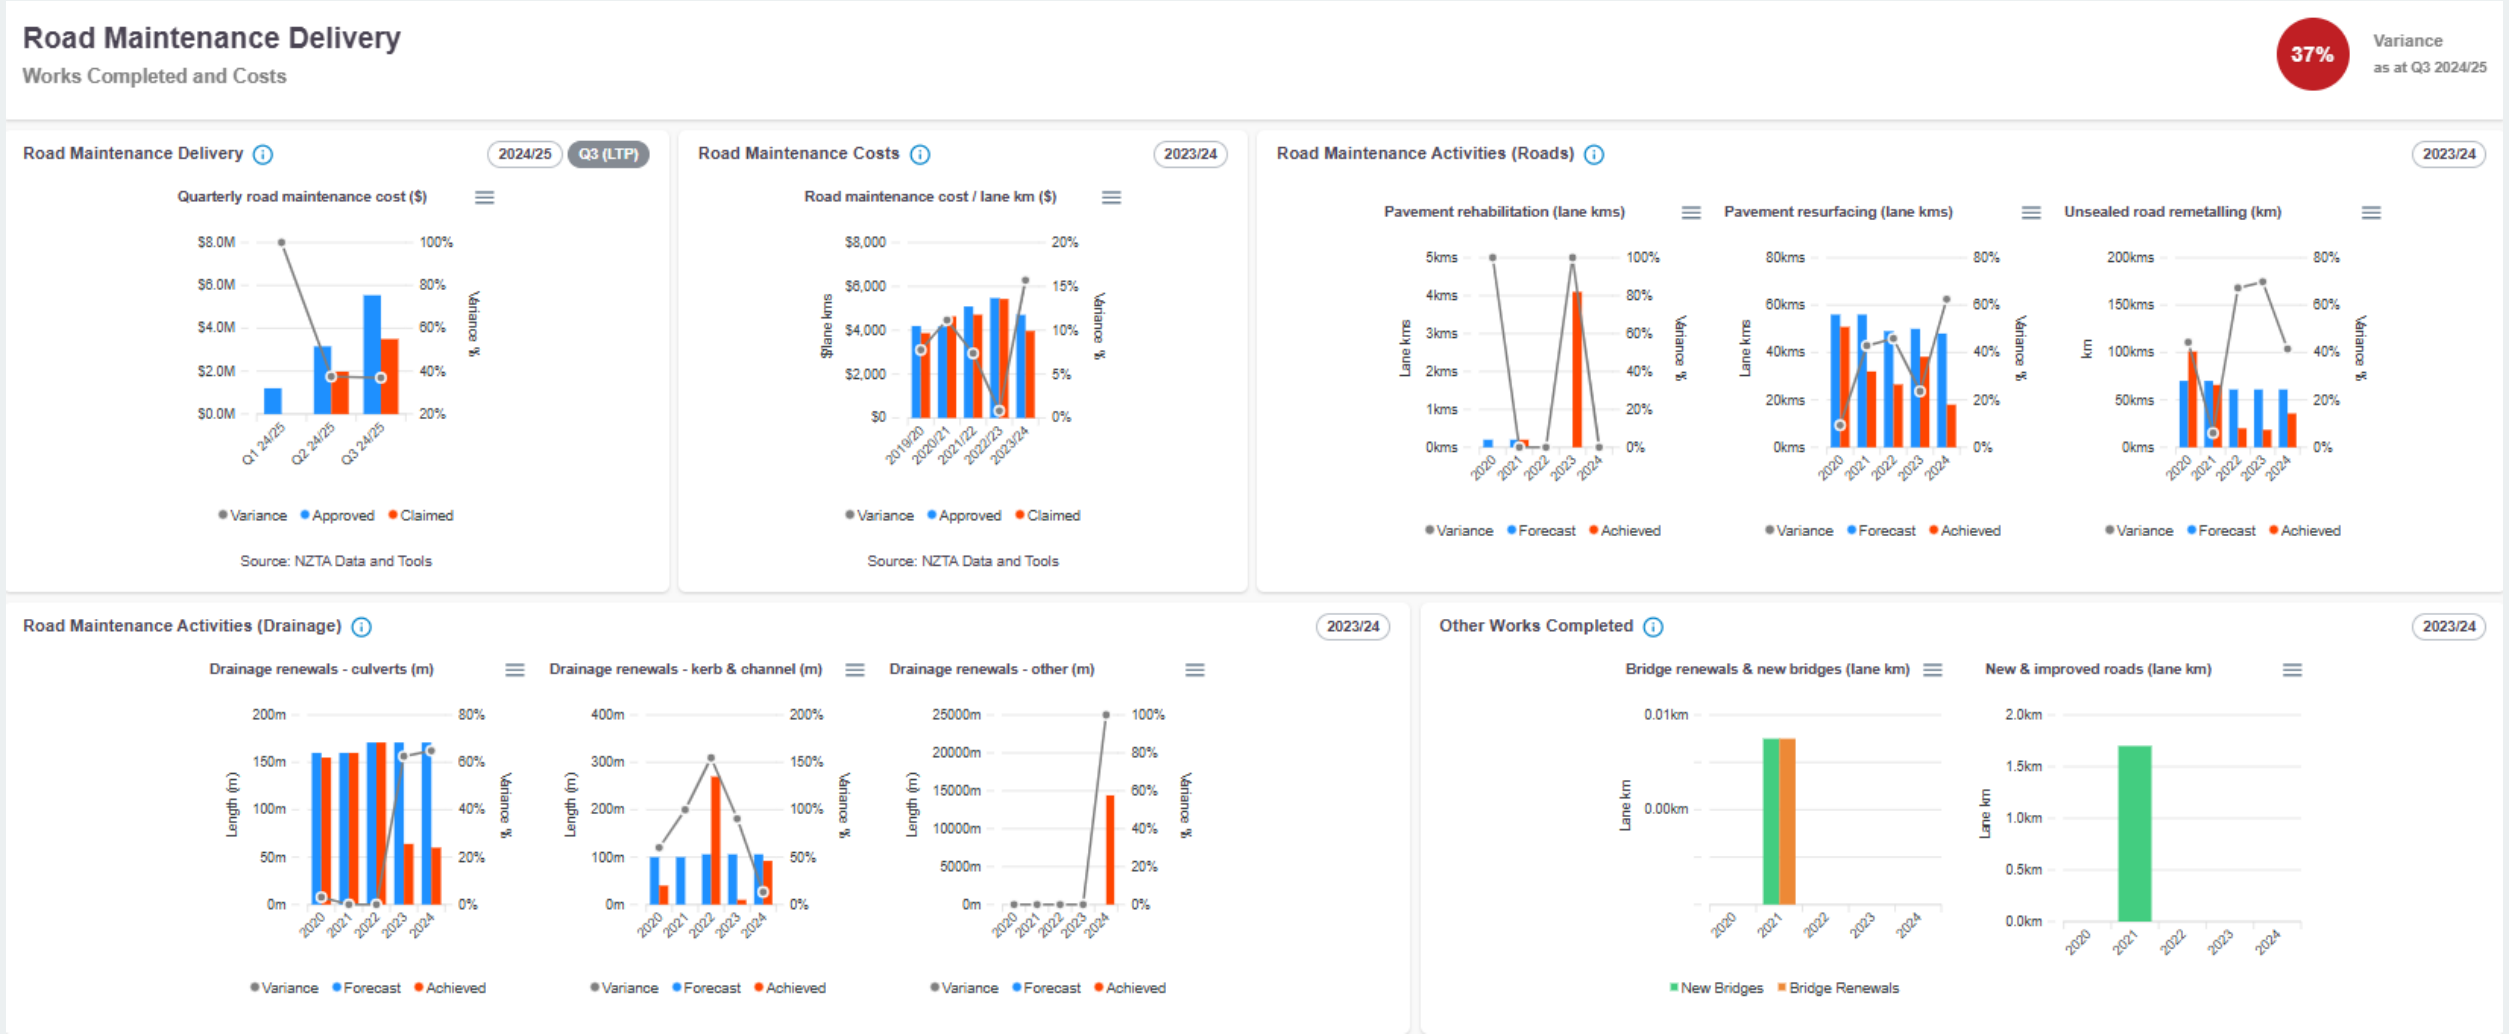 Road Maintenance Delivery
Works Completed and Costs
37%
Variance
as at Q3 2024/25
Road Maintenance Delivery
2024/25
Q3 (LTP)
Quarterly road maintenance cost ($)
$8.0M
$6.0M
$4.0M
$2.0M
$0.0M
100%
80%
60%
40%
20%
Variance %
Q1 24/25
Q2 24/25
Q3 24/25
Variance
Approved
Claimed
Source: NZTA Data and Tools
Road Maintenance Costs
2023/24
Road maintenance cost / lane km ($)
$/lane kms
$8,000
$6,000
$4,000
$2,000
$0
20%
15%
10%
5%
0%
Variance %
2019/20
2020/21
2021/22
2022/23
2023/24
Variance
Approved
Claimed
Source: NZTA Data and Tools
Road Maintenance Activities (Roads)
2023/24
Pavement rehabilitation (lane kms)
Lane kms
5kms
4kms
3kms
2kms
1kms
0kms
100%
80%
60%
40%
20%
0%
Variance %
2020
2021
2022
2023
2024
Variance
Forecast
Achieved
Pavement resurfacing (lane kms)
Lane kms
80kms
60kms
40kms
20kms
0kms
80%
60%
40%
20%
0%
Variance %
2020
2021
2022
2023
2024
Variance
Forecast
Achieved
Unsealed road remetalling (km)
km
200kms
150kms
100kms
50kms
0kms
80%
60%
40%
20%
0%
Variance %
2020
2021
2022
2023
2024
Variance
Forecast
Achieved
Road Maintenance Activities (Drainage)
2023/24
Drainage renewals - culverts (m)
Length (m)
200m
150m
100m
50m
0m
80%
60%
40%
20%
0%
Variance %
2020
2021
2022
2023
2024
Variance
Forecast
Achieved
Drainage renewals - kerb & channel (m)
Length (m)
400m
300m
200m
100m
0m
200%
150%
100%
50%
0%
Variance %
2020
2021
2022
2023
2024
Variance
Forecast
Achieved
Drainage renewals - other (m)
Length (m)
25000m
20000m
15000m
10000m
5000m
0m
100%
80%
60%
40%
20%
0%
Variance %
2020
2021
2022
2023
2024
Variance
Forecast
Achieved
Other Works Completed
2023/24
Bridge renewals & new bridges (lane km)
Lane km
0.01km
0.00km
2020
2021
2022
2023
2024
New Bridges
Bridge Renewals
New & improved roads (lane km)
Lane km
2.0km
1.5km
1.0km
0.5km
0.0km
2020
2021
2022
2023
2024